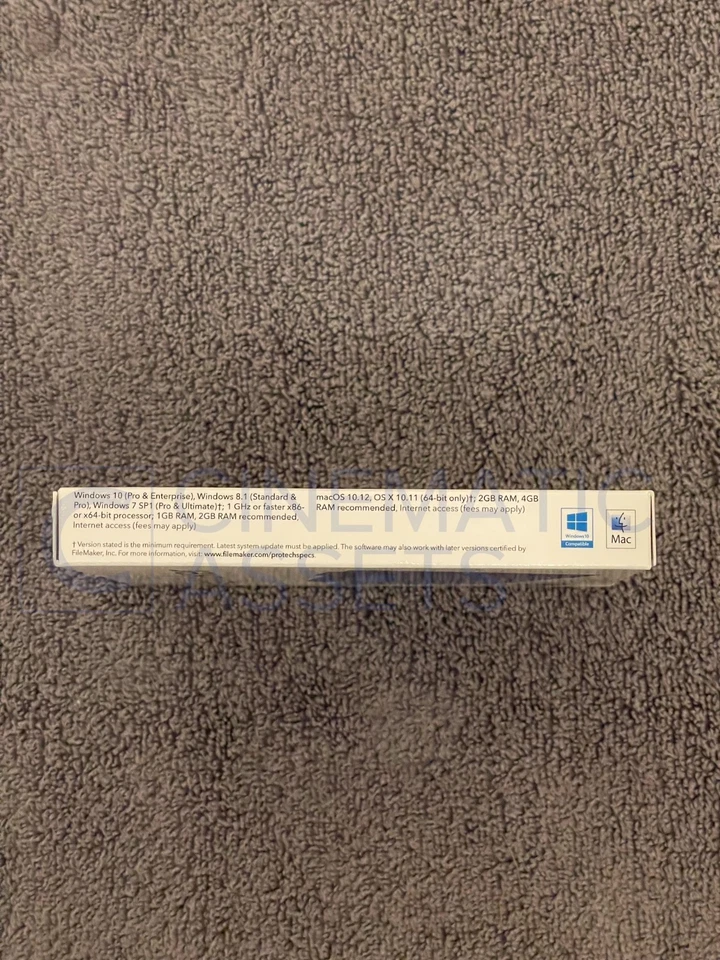 Windows 10 (Pro & Enterprise), Windows 8.1 (Standard &
Pro), Windows 7 SP1 (Pro & Ultimate)†; 1 GHz or faster x86-
or x64-bit processor; 1GB RAM, 2GB RAM recommended,
Internet access (fees may apply)
macOS 10.12, OS X 10.11 (64-bit only)†; 2GB RAM, 4GB
RAM recommended, Internet access (fees may apply)
† Version stated is the minimum requirement. Latest system update must be applied. The software may also work with later versions certified by
FileMaker, Inc. For more information, visit: www.filemaker.com/protechspecs.
Windows 10
Compatible
Mac
CINEMATIC
ASSETS